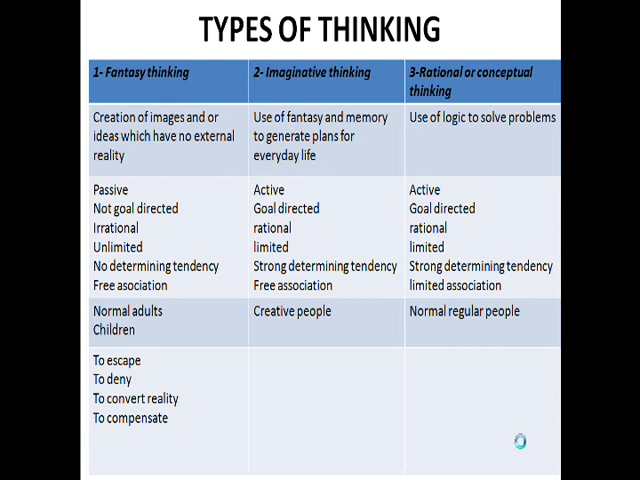 TYPES OF THINKING
1- Fantasy thinking
2- Imaginative thinking
3-Rational or conceptual
thinking
Creation of images and or
ideas which have no external
reality
Use of fantasy and memory
to generate plans for
everyday life
Use of logic to solve problems
Passive
Not goal directed
Irrational
Unlimited
No determining tendency
Free association
Active
Goal directed
rational
limited
Strong determining tendency
Free association
Active
Goal directed
rational
limited
Strong determining tendency
limited association
Normal adults
Children
Creative people
Normal regular people
To escape
To deny
To convert reality
To compensate